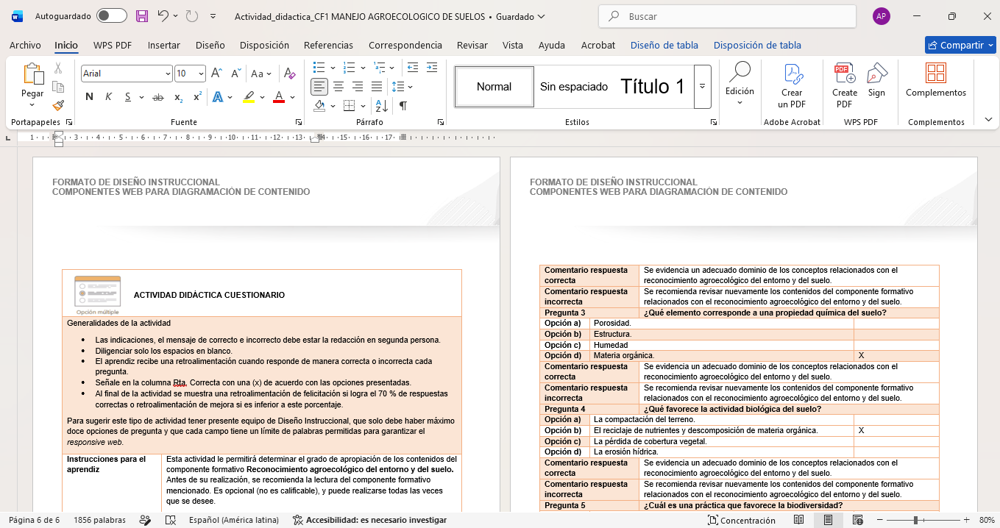 Autoguardado
Actividad_didactica_CF1 MANEJO AGROECOLOGICO DE SUELOS • Guardado
Buscar
AP
Archivo Inicio WPS PDF Insertar Diseño Disposición Referencias Correspondencia Revisar Vista Ayuda Acrobat Diseño de tabla Disposición de tabla Compartir
Pegar
Portapapeles
Arial 10
N K S ab x2 x2 A A A
Aa
Fuente
Párrafo
Normal
Sin espaciado
Título 1
Estilos
Edición
Crear
un PDF
Adobe Acrobat
Create
PDF
Sign
WPS PDF
Complementos
Complementos
1 3 4 5 6 7 8 9 10 11 12 13 14 15 16 17
FORMATO DE DISEÑO INSTRUCCIONAL
COMPONENTES WEB PARA DIAGRAMACIÓN DE CONTENIDO
Opción múltiple
ACTIVIDAD DIDÁCTICA CUESTIONARIO
Generalidades de la actividad
• Las indicaciones, el mensaje de correcto e incorrecto debe estar la redacción en segunda persona.
• Diligenciar solo los espacios en blanco.
• El aprendiz recibe una retroalimentación cuando responde de manera correcta o incorrecta cada
pregunta.
• Señale en la columna Rta. Correcta con una (x) de acuerdo con las opciones presentadas.
• Al final de la actividad se muestra una retroalimentación de felicitación si logra el 70 % de respuestas
correctas o retroalimentación de mejora si es inferior a este porcentaje.
Para sugerir este tipo de actividad tener presente equipo de Diseño Instruccional, que solo debe haber máximo
doce opciones de pregunta y que cada campo tiene un límite de palabras permitidas para garantizar el
responsive web.
Instrucciones para el
aprendiz
Esta actividad le permitirá determinar el grado de apropiación de los contenidos del
componente formativo Reconocimiento agroecológico del entorno y del suelo.
Antes de su realización, se recomienda la lectura del componente formativo
mencionado. Es opcional (no es calificable), y puede realizarse todas las veces
que se desee.
FORMATO DE DISEÑO INSTRUCCIONAL
COMPONENTES WEB PARA DIAGRAMACIÓN DE CONTENIDO
Comentario respuesta
correcta
Se evidencia un adecuado dominio de los conceptos relacionados con el
reconocimiento agroecológico del entorno y del suelo.
Comentario respuesta
incorrecta
Se recomienda revisar nuevamente los contenidos del componente formativo
relacionados con el reconocimiento agroecológico del entorno y del suelo.
Pregunta 3 ¿Qué elemento corresponde a una propiedad química del suelo?
Opción a) Porosidad.
Opción b) Estructura.
Opción c) Humedad
Opción d) Materia orgánica. X
Comentario respuesta
correcta
Se evidencia un adecuado dominio de los conceptos relacionados con el
reconocimiento agroecológico del entorno y del suelo.
Comentario respuesta
incorrecta
Se recomienda revisar nuevamente los contenidos del componente formativo
relacionados con el reconocimiento agroecológico del entorno y del suelo.
Pregunta 4 ¿Qué favorece la actividad biológica del suelo?
Opción a) La compactación del terreno.
Opción b) El reciclaje de nutrientes y descomposición de materia orgánica. X
Opción c) La pérdida de cobertura vegetal.
Opción d) La erosión hídrica.
Comentario respuesta
correcta
Se evidencia un adecuado dominio de los conceptos relacionados con el
reconocimiento agroecológico del entorno y del suelo.
Comentario respuesta
incorrecta
Se recomienda revisar nuevamente los contenidos del componente formativo
relacionados con el reconocimiento agroecológico del entorno y del suelo.
Pregunta 5 ¿Cuál es una práctica que favorece la biodiversidad?
Página 6 de 6 1856 palabras Español (América latina) Accesibilidad: es necesario investigar Concentración 80%